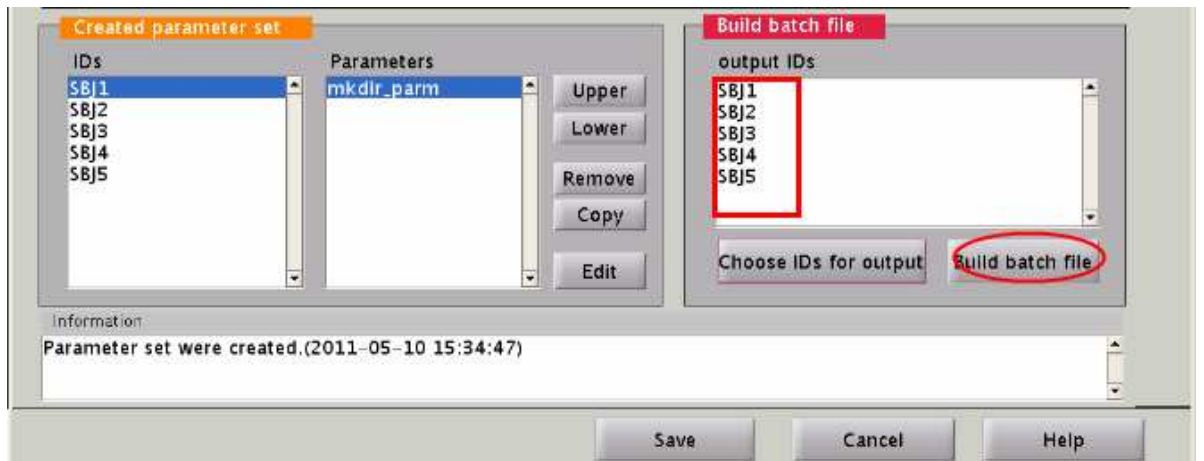 Created parameter set
IDs
SBJ1
SBJ2
SBJ3
SBJ4
SBJ5
Parameters
mkdir_parm
Upper
Lower
Remove
Copy
Edit
Build batch file
output IDs
SBJ1
SBJ2
SBJ3
SBJ4
SBJ5
Choose IDs for output
Build batch file
Information
Parameter set were created.(2011-05-10 15:34:47)
Save
Cancel
Help